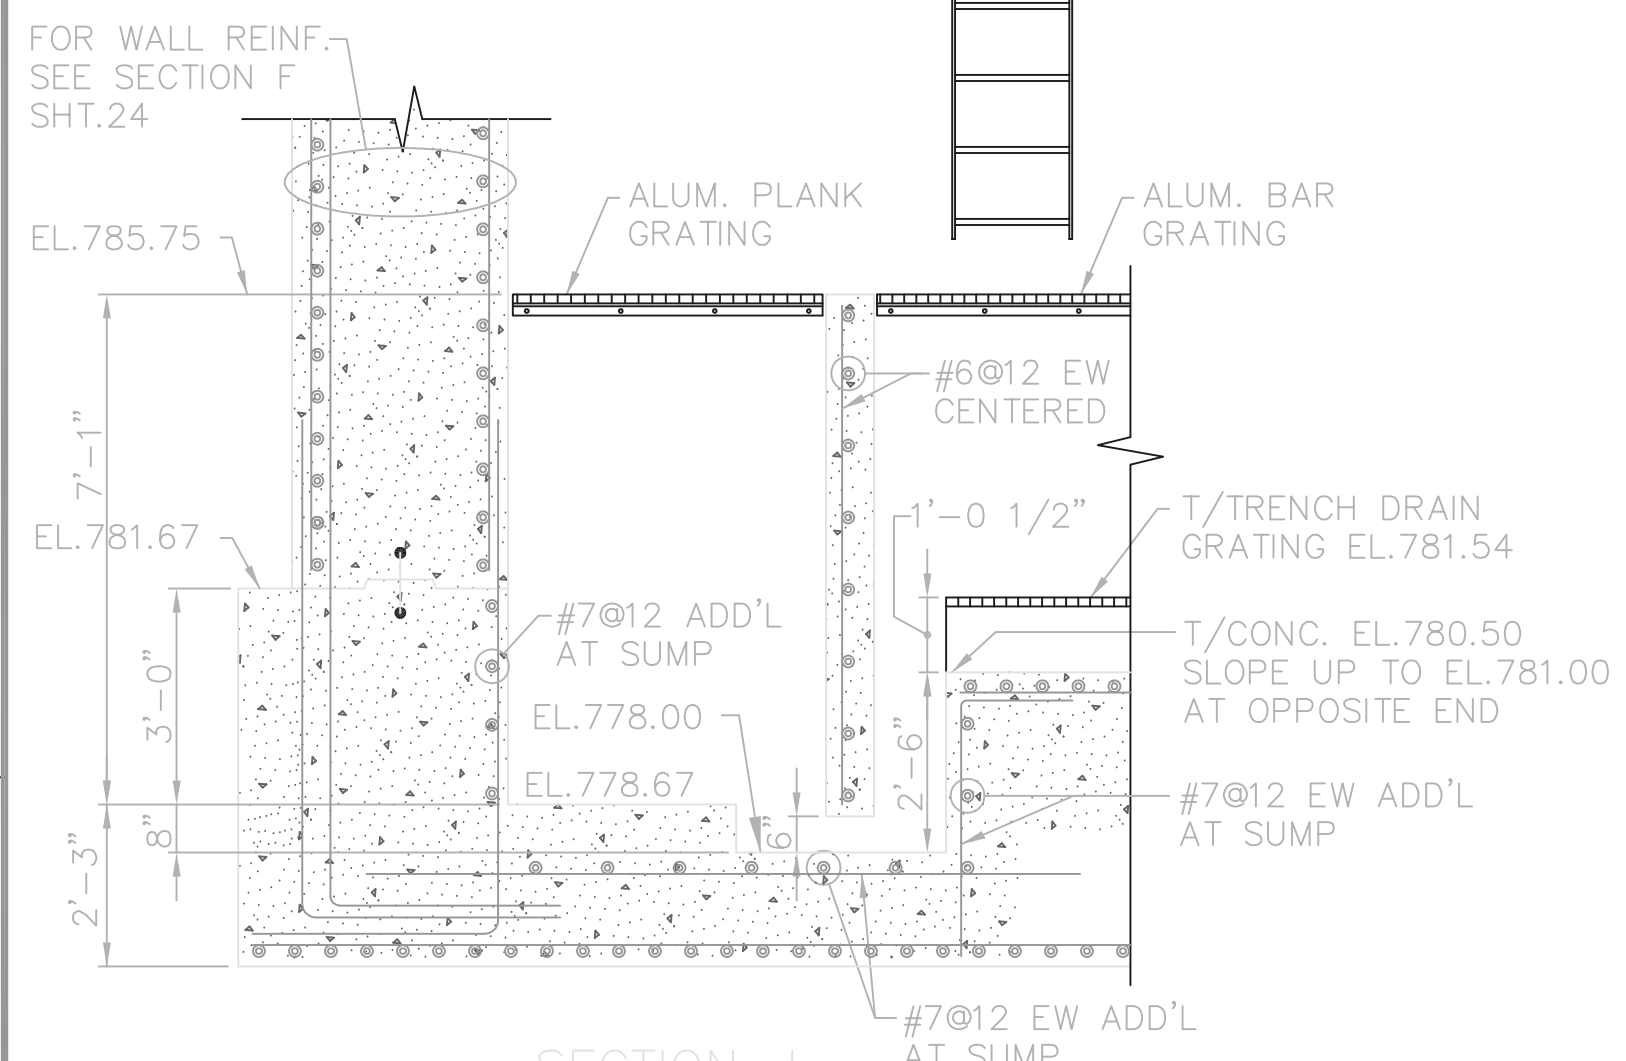 FOR WALL REINF.
SEE SECTION F
SHT.24
ALUM. PLANK
GRATING
ALUM. BAR
GRATING
EL.785.75
#6@12 EW
CENTERED
7'-1"
1'-0 1/2"
T/TRENCH DRAIN
GRATING EL.781.54
EL.781.67
#7@12 ADD'L
AT SUMP
T/CONC. EL.780.50
SLOPE UP TO EL.781.00
AT OPPOSITE END
3'-0"
EL.778.00
2'-6"
EL.778.67
#7@12 EW ADD'L
AT SUMP
8"
6"
2'-3"
#7@12 EW ADD'L
AT SUMP
SECTION